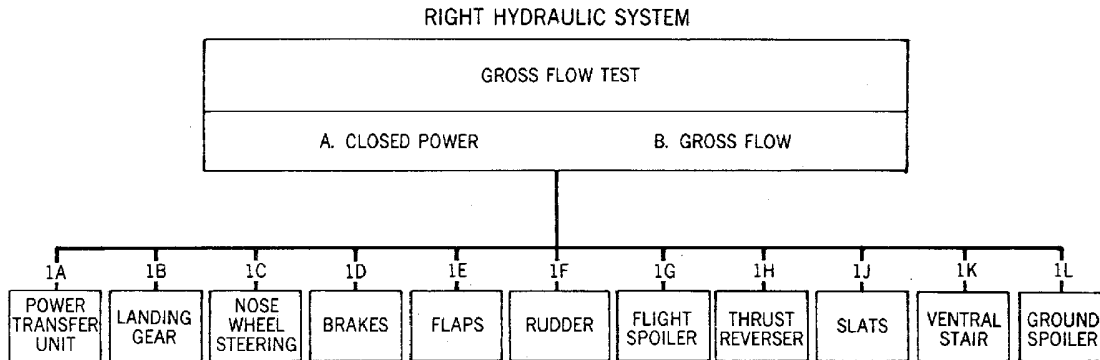 RIGHT HYDRAULIC SYSTEM
GROSS FLOW TEST
A. CLOSED POWER
B. GROSS FLOW
1A
1B
1C
1D
1E
1F
1G
1H
1J
1K
1L
POWER
TRANSFER
UNIT
LANDING
GEAR
NOSE
WHEEL
STEERING
BRAKES
FLAPS
RUDDER
FLIGHT
SPOILER
THRUST
REVERSER
SLATS
VENTRAL
STAIR
GROUND
SPOILER